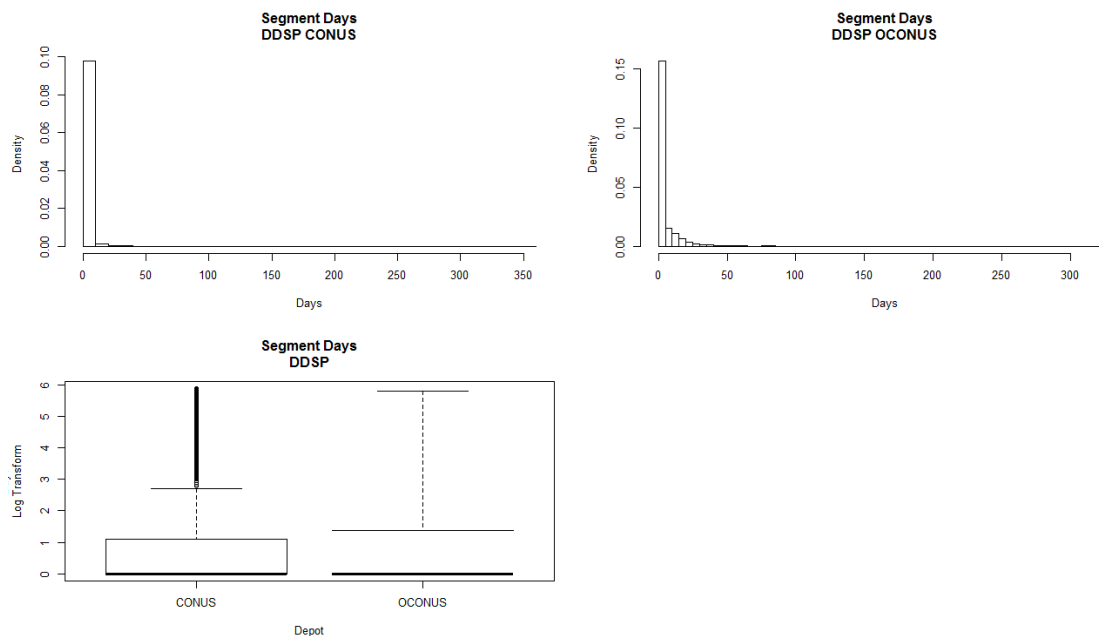 Segment Days
DDSP CONUS
Density
0.00 0.02 0.04 0.06 0.08 0.10
0 50 100 150 200 250 300 350
Days
Segment Days
DDSP OCONUS
Density
0.00 0.05 0.10 0.15
0 50 100 150 200 250 300
Days
Segment Days
DDSP
Log Transform
0 1 2 3 4 5 6
CONUS OCONUS
Depot